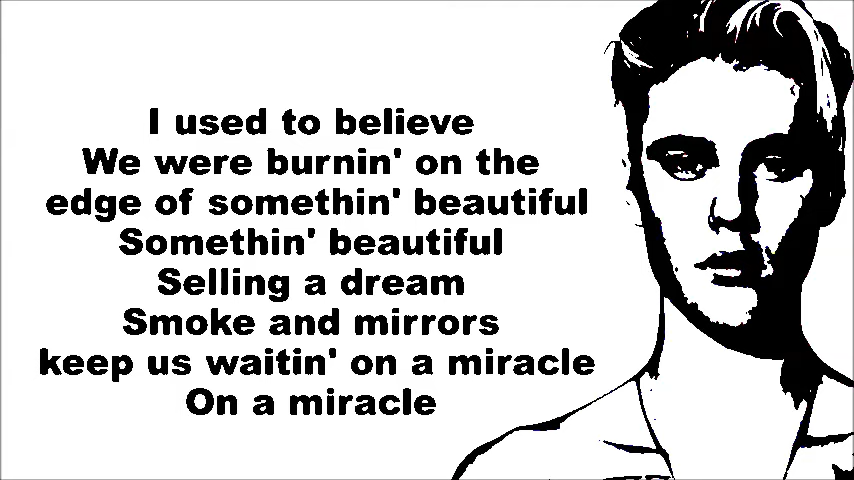 I used to believe
We were burnin' on the
edge of somethin' beautiful
Somethin' beautiful
Selling a dream
Smoke and mirrors
keep us waitin' on a miracle
On a miracle